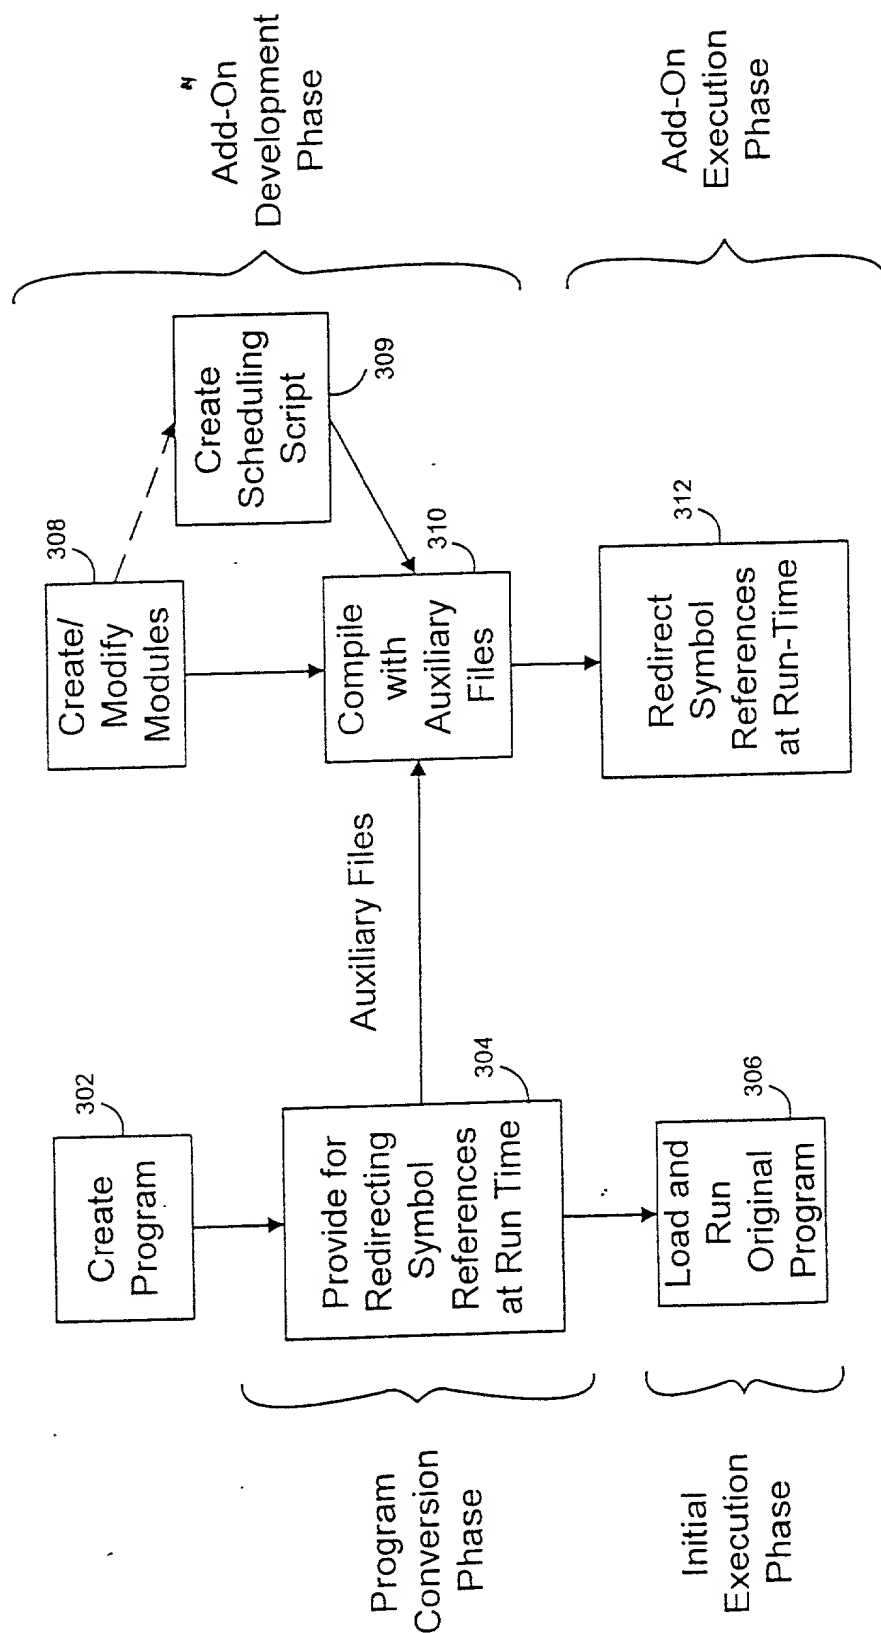 302
Create
Program
Program
Conversion
Phase
Provide for
Redirecting
Symbol
References
at Run Time
304
Auxiliary Files
Initial
Execution
Phase
Load and
Run
Original
Program
306
308
Create/
Modify
Modules
Create
Scheduling
Script
309
Compile
with
Auxiliary
Files
310
Add-On
Development
Phase
Redirect
Symbol
References
at Run-Time
312
Add-On
Execution
Phase